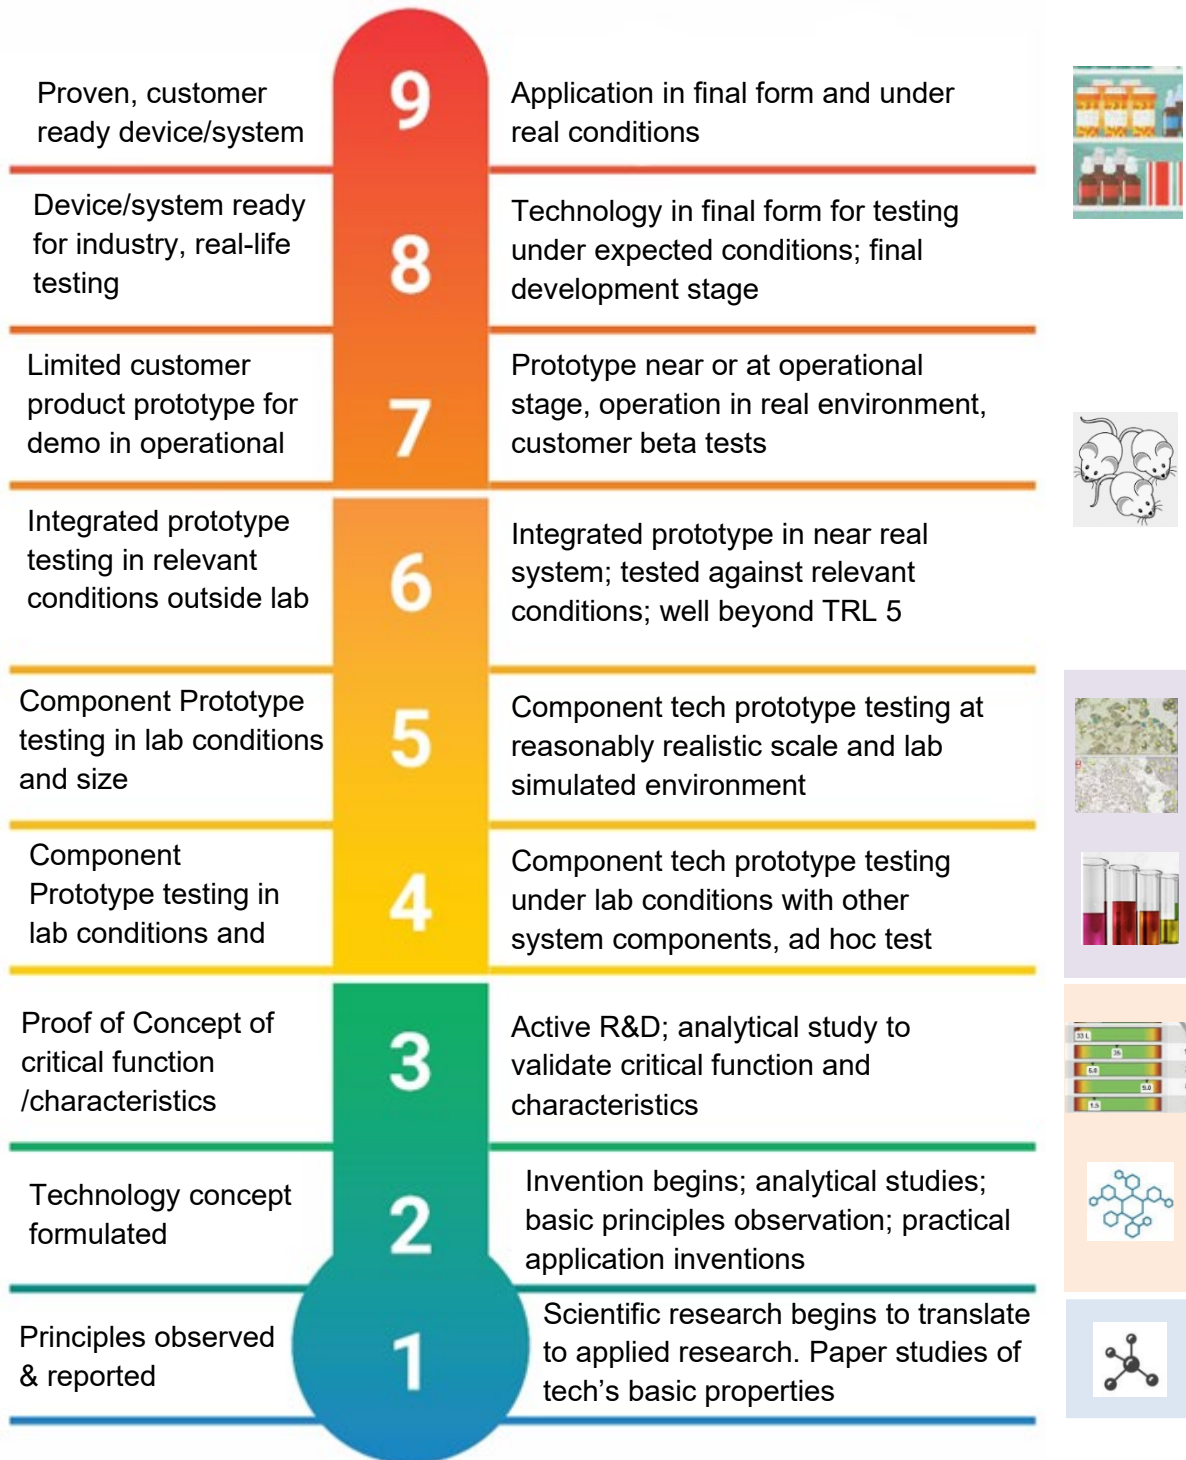 Proven, customer
ready device/system
9
Application in final form and under
real conditions
Device/system ready
for industry, real-life
testing
8
Technology in final form for testing
under expected conditions; final
development stage
Limited customer
product prototype for
demo in operational
7
Prototype near or at operational
stage, operation in real environment,
customer beta tests
Integrated prototype
testing in relevant
conditions outside lab
6
Integrated prototype in near real
system; tested against relevant
conditions; well beyond TRL 5
Component Prototype
testing in lab conditions
and size
5
Component tech prototype testing at
reasonably realistic scale and lab
simulated environment
Component
Prototype testing in
lab conditions and
4
Component tech prototype testing
under lab conditions with other
system components, ad hoc test
Proof of Concept of
critical function
/characteristics
3
Active R&D; analytical study to
validate critical function and
characteristics
33 L
35
5.0
9.0
1.5
Technology concept
formulated
2
Invention begins; analytical studies;
basic principles observation; practical
application inventions
Principles observed
& reported
1
Scientific research begins to translate
to applied research. Paper studies of
tech’s basic properties